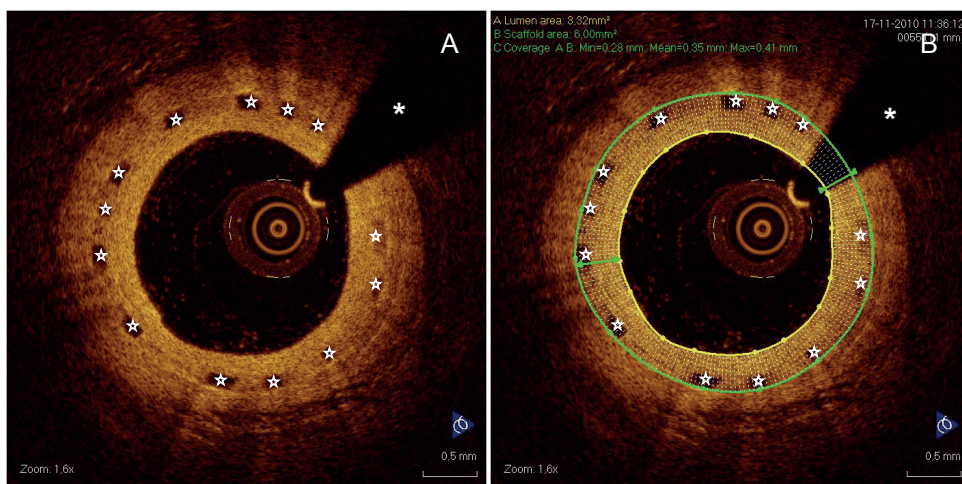 A
*
Zoom: 1,6x
0,5 mm
A Lumen area: 3,32mm²
B Scaffold area: 6,00mm²
C Coverage A B: Min=0.28 mm; Mean=0.35 mm; Max=0.41 mm
17-11-2010 11:36:12
mm
B
*
Zoom: 1,6x
0,5 mm